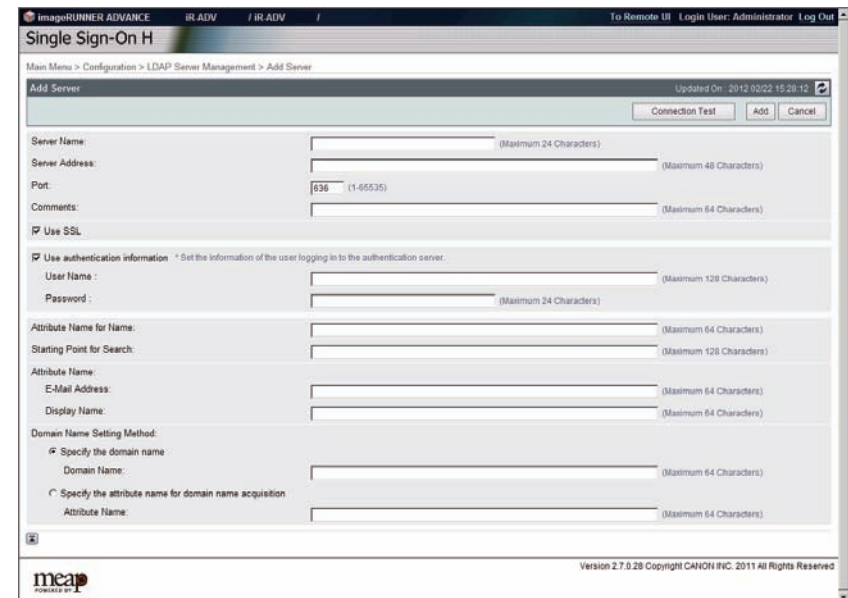 imageRUNNER ADVANCE iR-ADV / iR-ADV / To Remote UI Login User: Administrator Log Out
Single Sign-On H
Main Menu > Configuration > LDAP Server Management > Add Server
Add Server Updated On : 2012 02/22 15:28:12
Connection Test Add Cancel
Server Name: (Maximum 24 Characters)
Server Address: (Maximum 48 Characters)
Port: 636 (1-65535)
Comments: (Maximum 64 Characters)
Use SSL
Use authentication information * Set the information of the user logging in to the authentication server.
User Name : (Maximum 128 Characters)
Password : (Maximum 24 Characters)
Attribute Name for Name: (Maximum 64 Characters)
Starting Point for Search: (Maximum 128 Characters)
Attribute Name:
E-Mail Address: (Maximum 64 Characters)
Display Name: (Maximum 64 Characters)
Domain Name Setting Method:
Specify the domain name
Domain Name: (Maximum 64 Characters)
Specify the attribute name for domain name acquisition
Attribute Name: (Maximum 64 Characters)
Version 2.7.0.28 Copyright CANON INC. 2011 All Rights Reserved
meap
POWERED BY